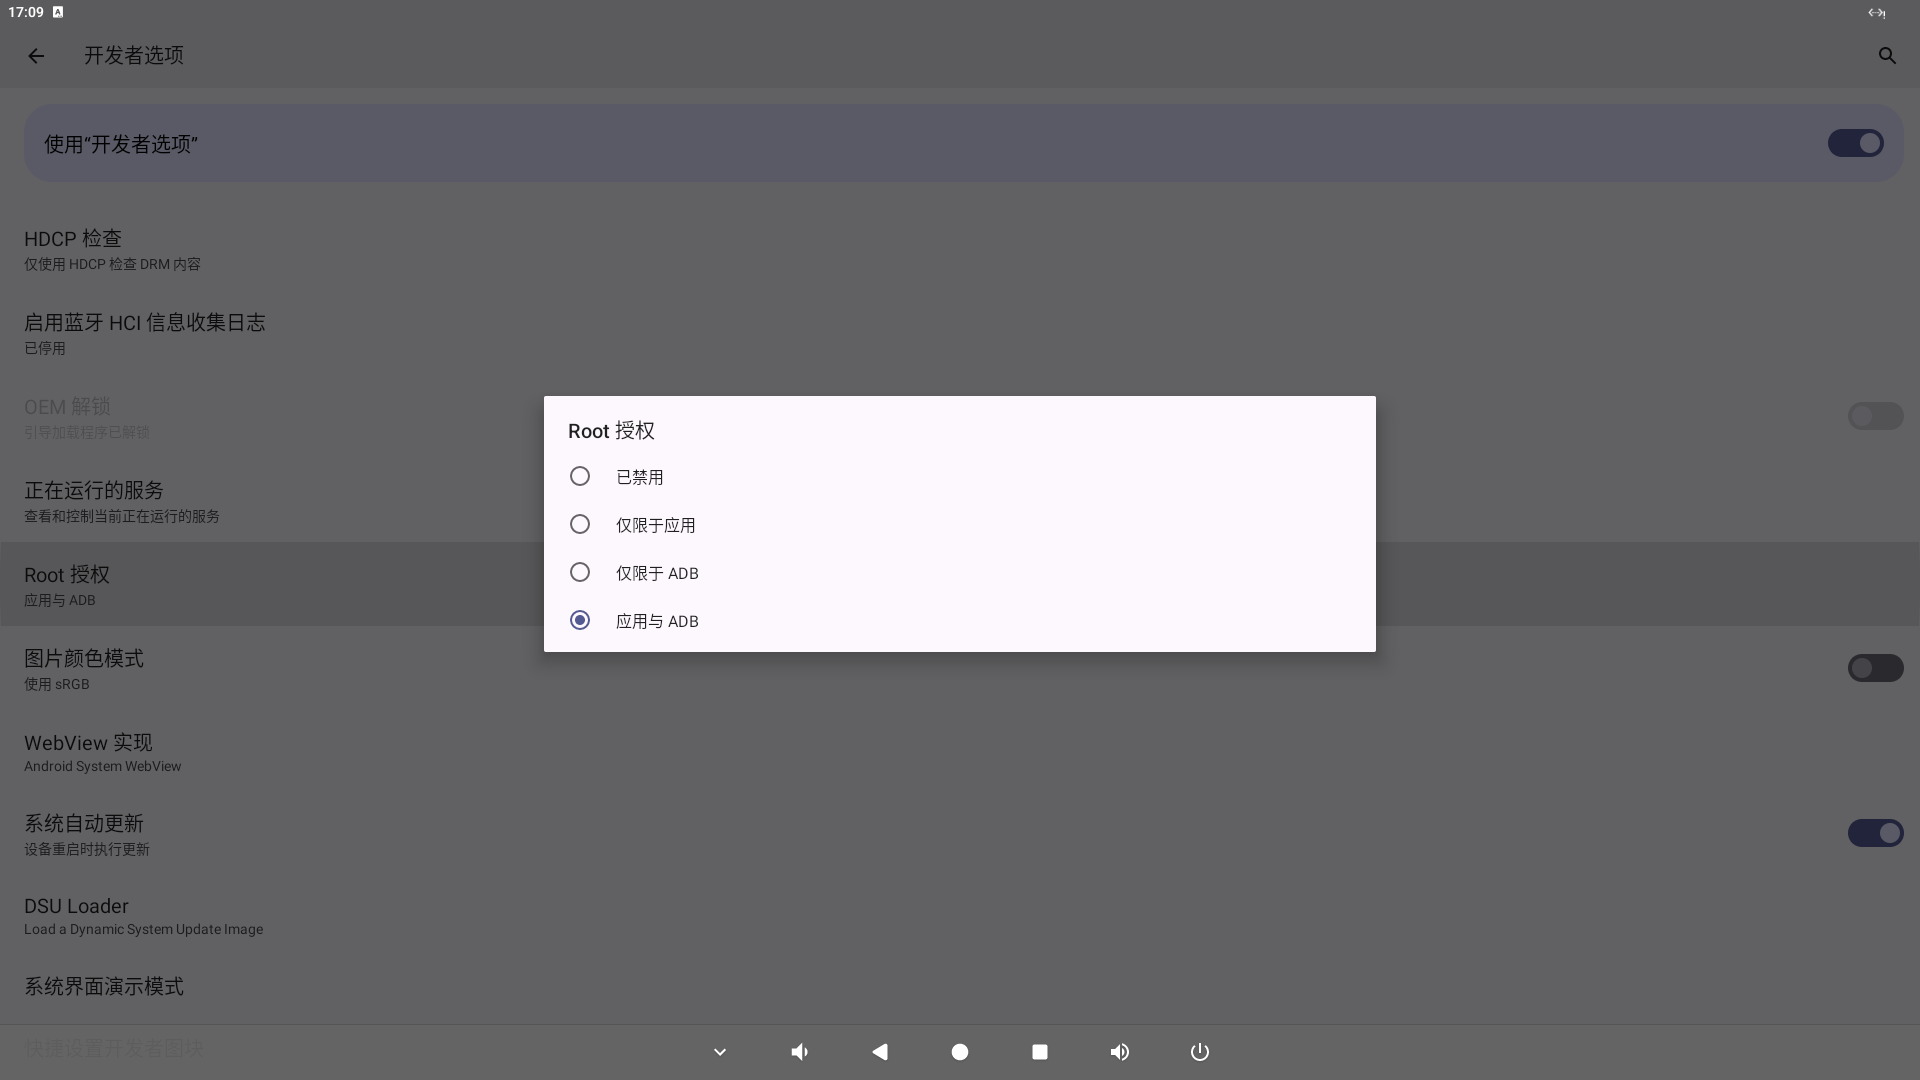 17:09
开发者选项
使用“开发者选项”
HDCP 检查
仅使用 HDCP 检查 DRM 内容
启用蓝牙 HCI 信息收集日志
已停用
OEM 解锁
引导加载程序已解锁
正在运行的服务
查看和控制当前正在运行的服务
Root 授权
应用与 ADB
图片颜色模式
使用 sRGB
WebView 实现
Android System WebView
系统自动更新
设备重启时执行更新
DSU Loader
Load a Dynamic System Update Image
系统界面演示模式
快捷设置开发者图块
Root 授权
已禁用
仅限于应用
仅限于 ADB
应用与 ADB